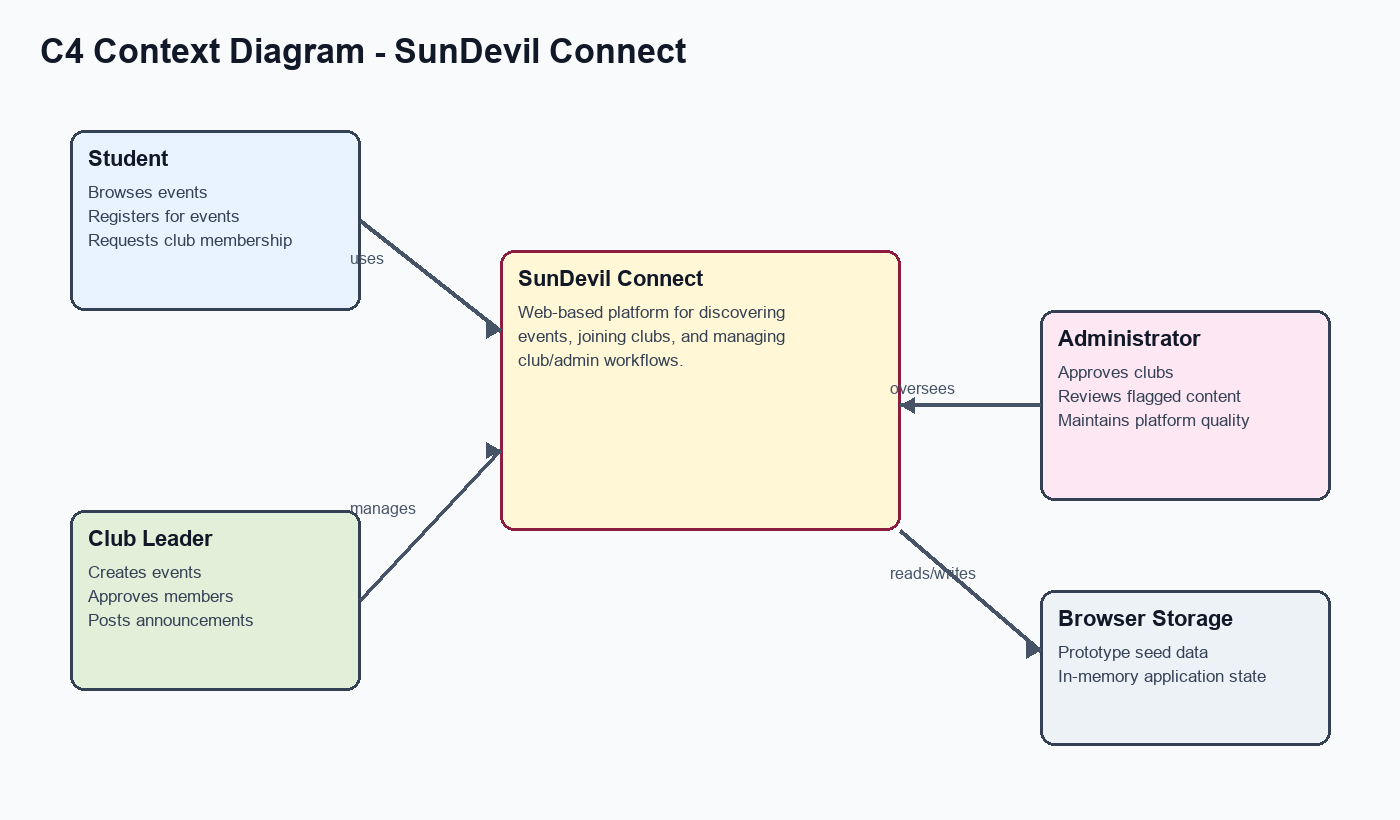 C4 Context Diagram - SunDevil Connect
Student
Browses events
Registers for events
Requests club membership
uses
SunDevil Connect
Web-based platform for discovering
events, joining clubs, and managing
club/admin workflows.
Administrator
Approves clubs
Reviews flagged content
Maintains platform quality
oversees
manages
Club Leader
Creates events
Approves members
Posts announcements
reads/writes
Browser Storage
Prototype seed data
In-memory application state